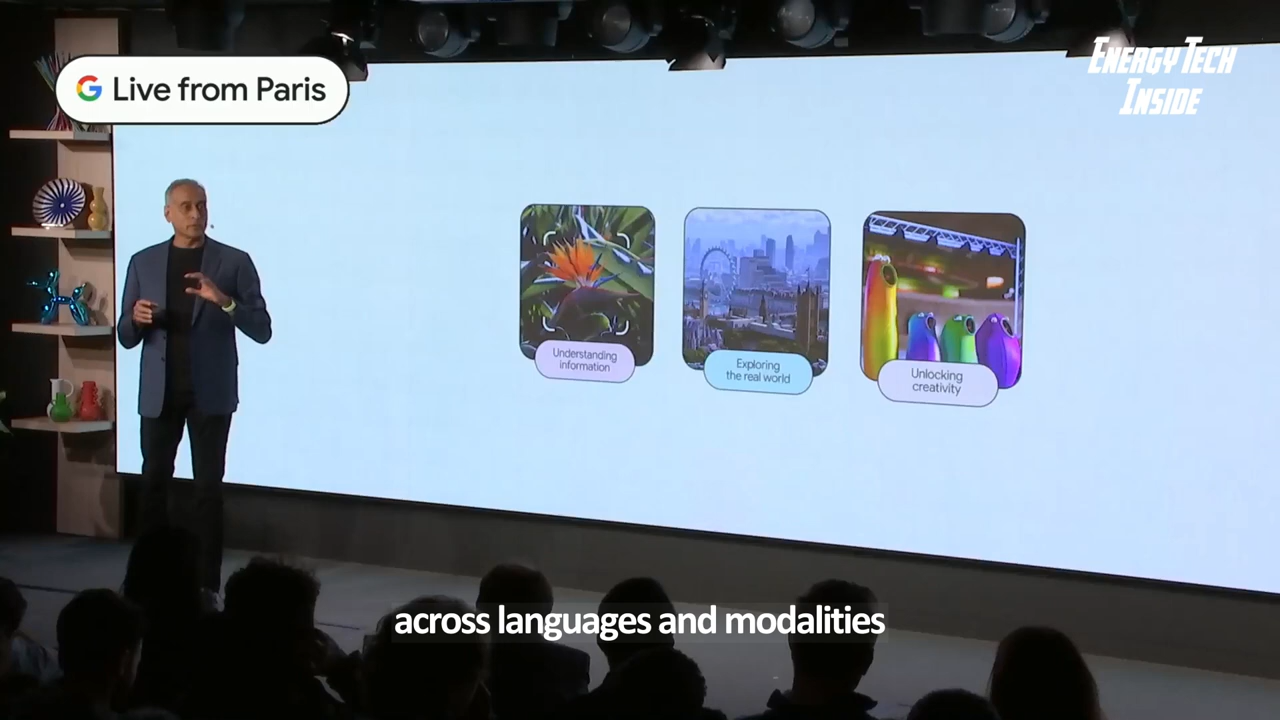 Live from Paris
ENERGY TECH
INSIDE
Understanding
information
Exploring
the real world
Unlocking
creativity
across languages and modalities